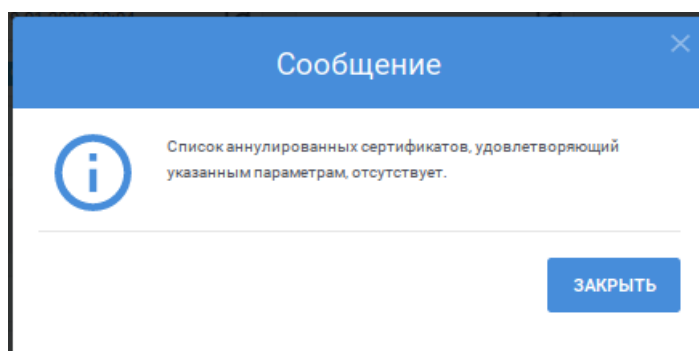 Сообщение
Список аннулированных сертификатов, удовлетворяющий
указанным параметрам, отсутствует.
ЗАКРЫТЬ